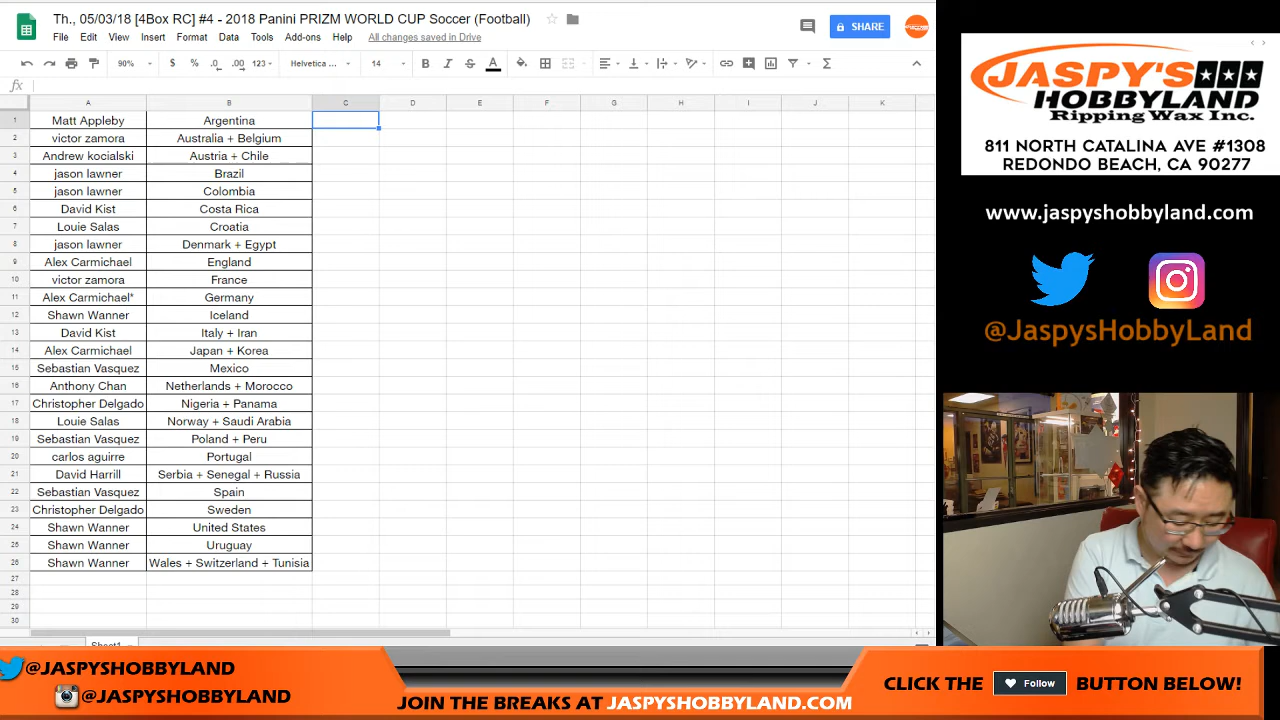 Th., 05/03/18 [4Box RC] #4 - 2018 Panini PRIZM WORLD CUP Soccer (Football)
File Edit View Insert Format Data Tools Add-ons Help All changes saved in Drive
SHARE
90% $ % .0 .00 123 Helvetica ... 14 B I S A Σ
fx
A B C D E F G H I J K
1 Matt Appleby Argentina
2 victor zamora Australia + Belgium
3 Andrew kocialski Austria + Chile
4 jason lawner Brazil
5 jason lawner Colombia
6 David Kist Costa Rica
7 Louie Salas Croatia
8 jason lawner Denmark + Egypt
9 Alex Carmichael England
10 victor zamora France
11 Alex Carmichael* Germany
12 Shawn Wanner Iceland
13 David Kist Italy + Iran
14 Alex Carmichael Japan + Korea
15 Sebastian Vasquez Mexico
16 Anthony Chan Netherlands + Morocco
17 Christopher Delgado Nigeria + Panama
18 Louie Salas Norway + Saudi Arabia
19 Sebastian Vasquez Poland + Peru
20 carlos aguirre Portugal
21 David Harrill Serbia + Senegal + Russia
22 Sebastian Vasquez Spain
23 Christopher Delgado Sweden
24 Shawn Wanner United States
25 Shawn Wanner Uruguay
26 Shawn Wanner Wales + Switzerland + Tunisia
27
28
29
30
Sheet1
JASPY'S
HOBBYLAND
Ripping Wax Inc.
811 NORTH CATALINA AVE #1308
REDONDO BEACH, CA 90277
www.jaspyshobbyland.com
@JaspysHobbyLand
@JASPYSHOBBYLAND
@JASPYSHOBBYLAND
JOIN THE BREAKS AT JASPYSHOBBYLAND.COM
CLICK THE Follow BUTTON BELOW!